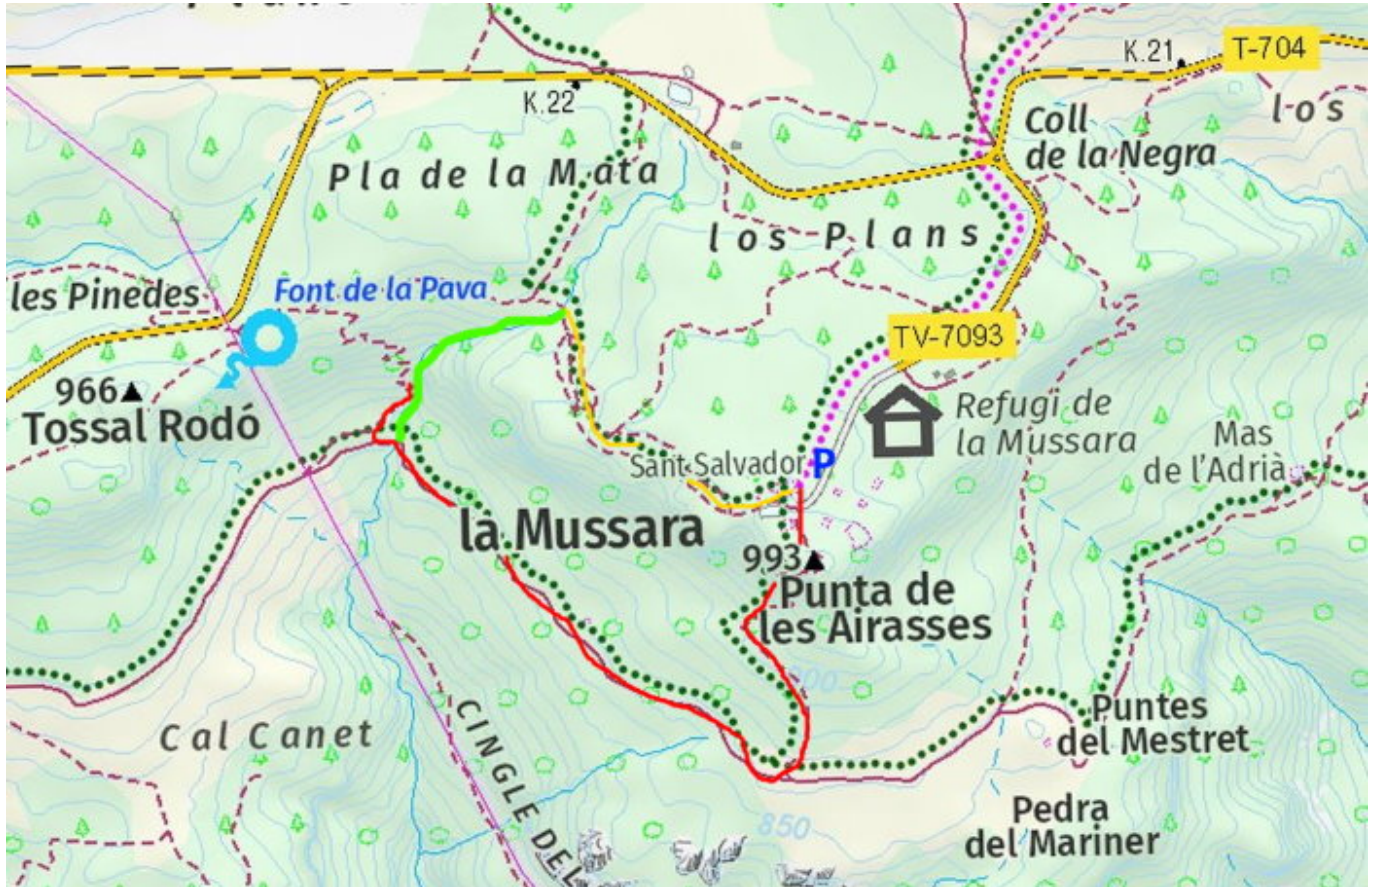 K.21
T-704
K.22
Coll
de la Negra
los
Pla de la Mata
los Plans
les Pinedes
Font de la Pava
TV-7093
966
Tossal Rodó
Refugi de
la Mussara
Mas
de l'Adrià
Sant Salvador
P
la Mussara
993
Punta de
les Airasses
Cal Canet
CINGLE DEL
Puntes
del Mestret
Pedra
del Mariner
850